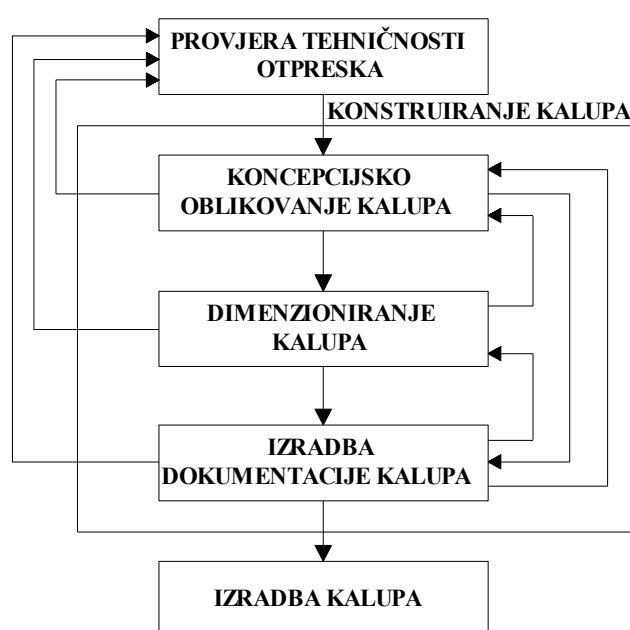 PROVJERA TEHNIČNOSTI
OTPRESKA
KONSTRUIRANJE KALUPA
KONCEPCIJSKO
OBLIKOVANJE KALUPA
DIMENZIONIRANJE
KALUPA
IZRADBA
DOKUMENTACIJE KALUPA
IZRADBA KALUPA